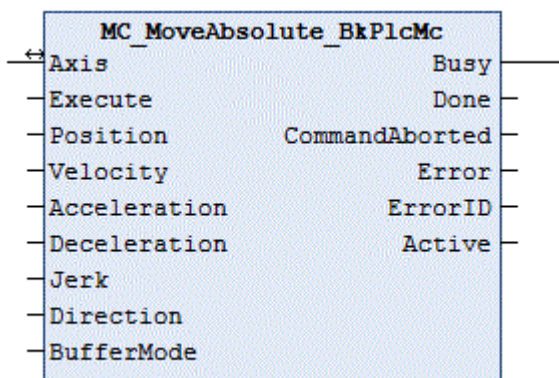 MC_MoveAbsolute_BkPlcMc
Axis Busy
Execute Done
Position CommandAborted
Velocity Error
Acceleration ErrorID
Deceleration Active
Jerk
Direction
BufferMode